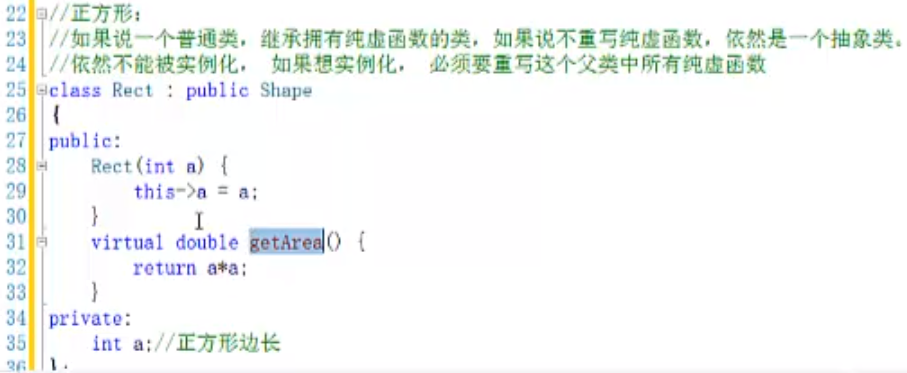 22 //正方形：
23 //如果说一个普通类，继承拥有纯虚函数的类，如果说不重写纯虚函数，依然是一个抽象类。
24 //依然不能被实例化， 如果想实例化， 必须要重写这个父类中所有纯虚函数
25 class Rect : public Shape
26 {
27 public:
28     Rect(int a) {
29         this->a = a;
30     }
31     virtual double getArea() {
32         return a*a;
33     }
34 private:
35     int a;//正方形边长
36 };